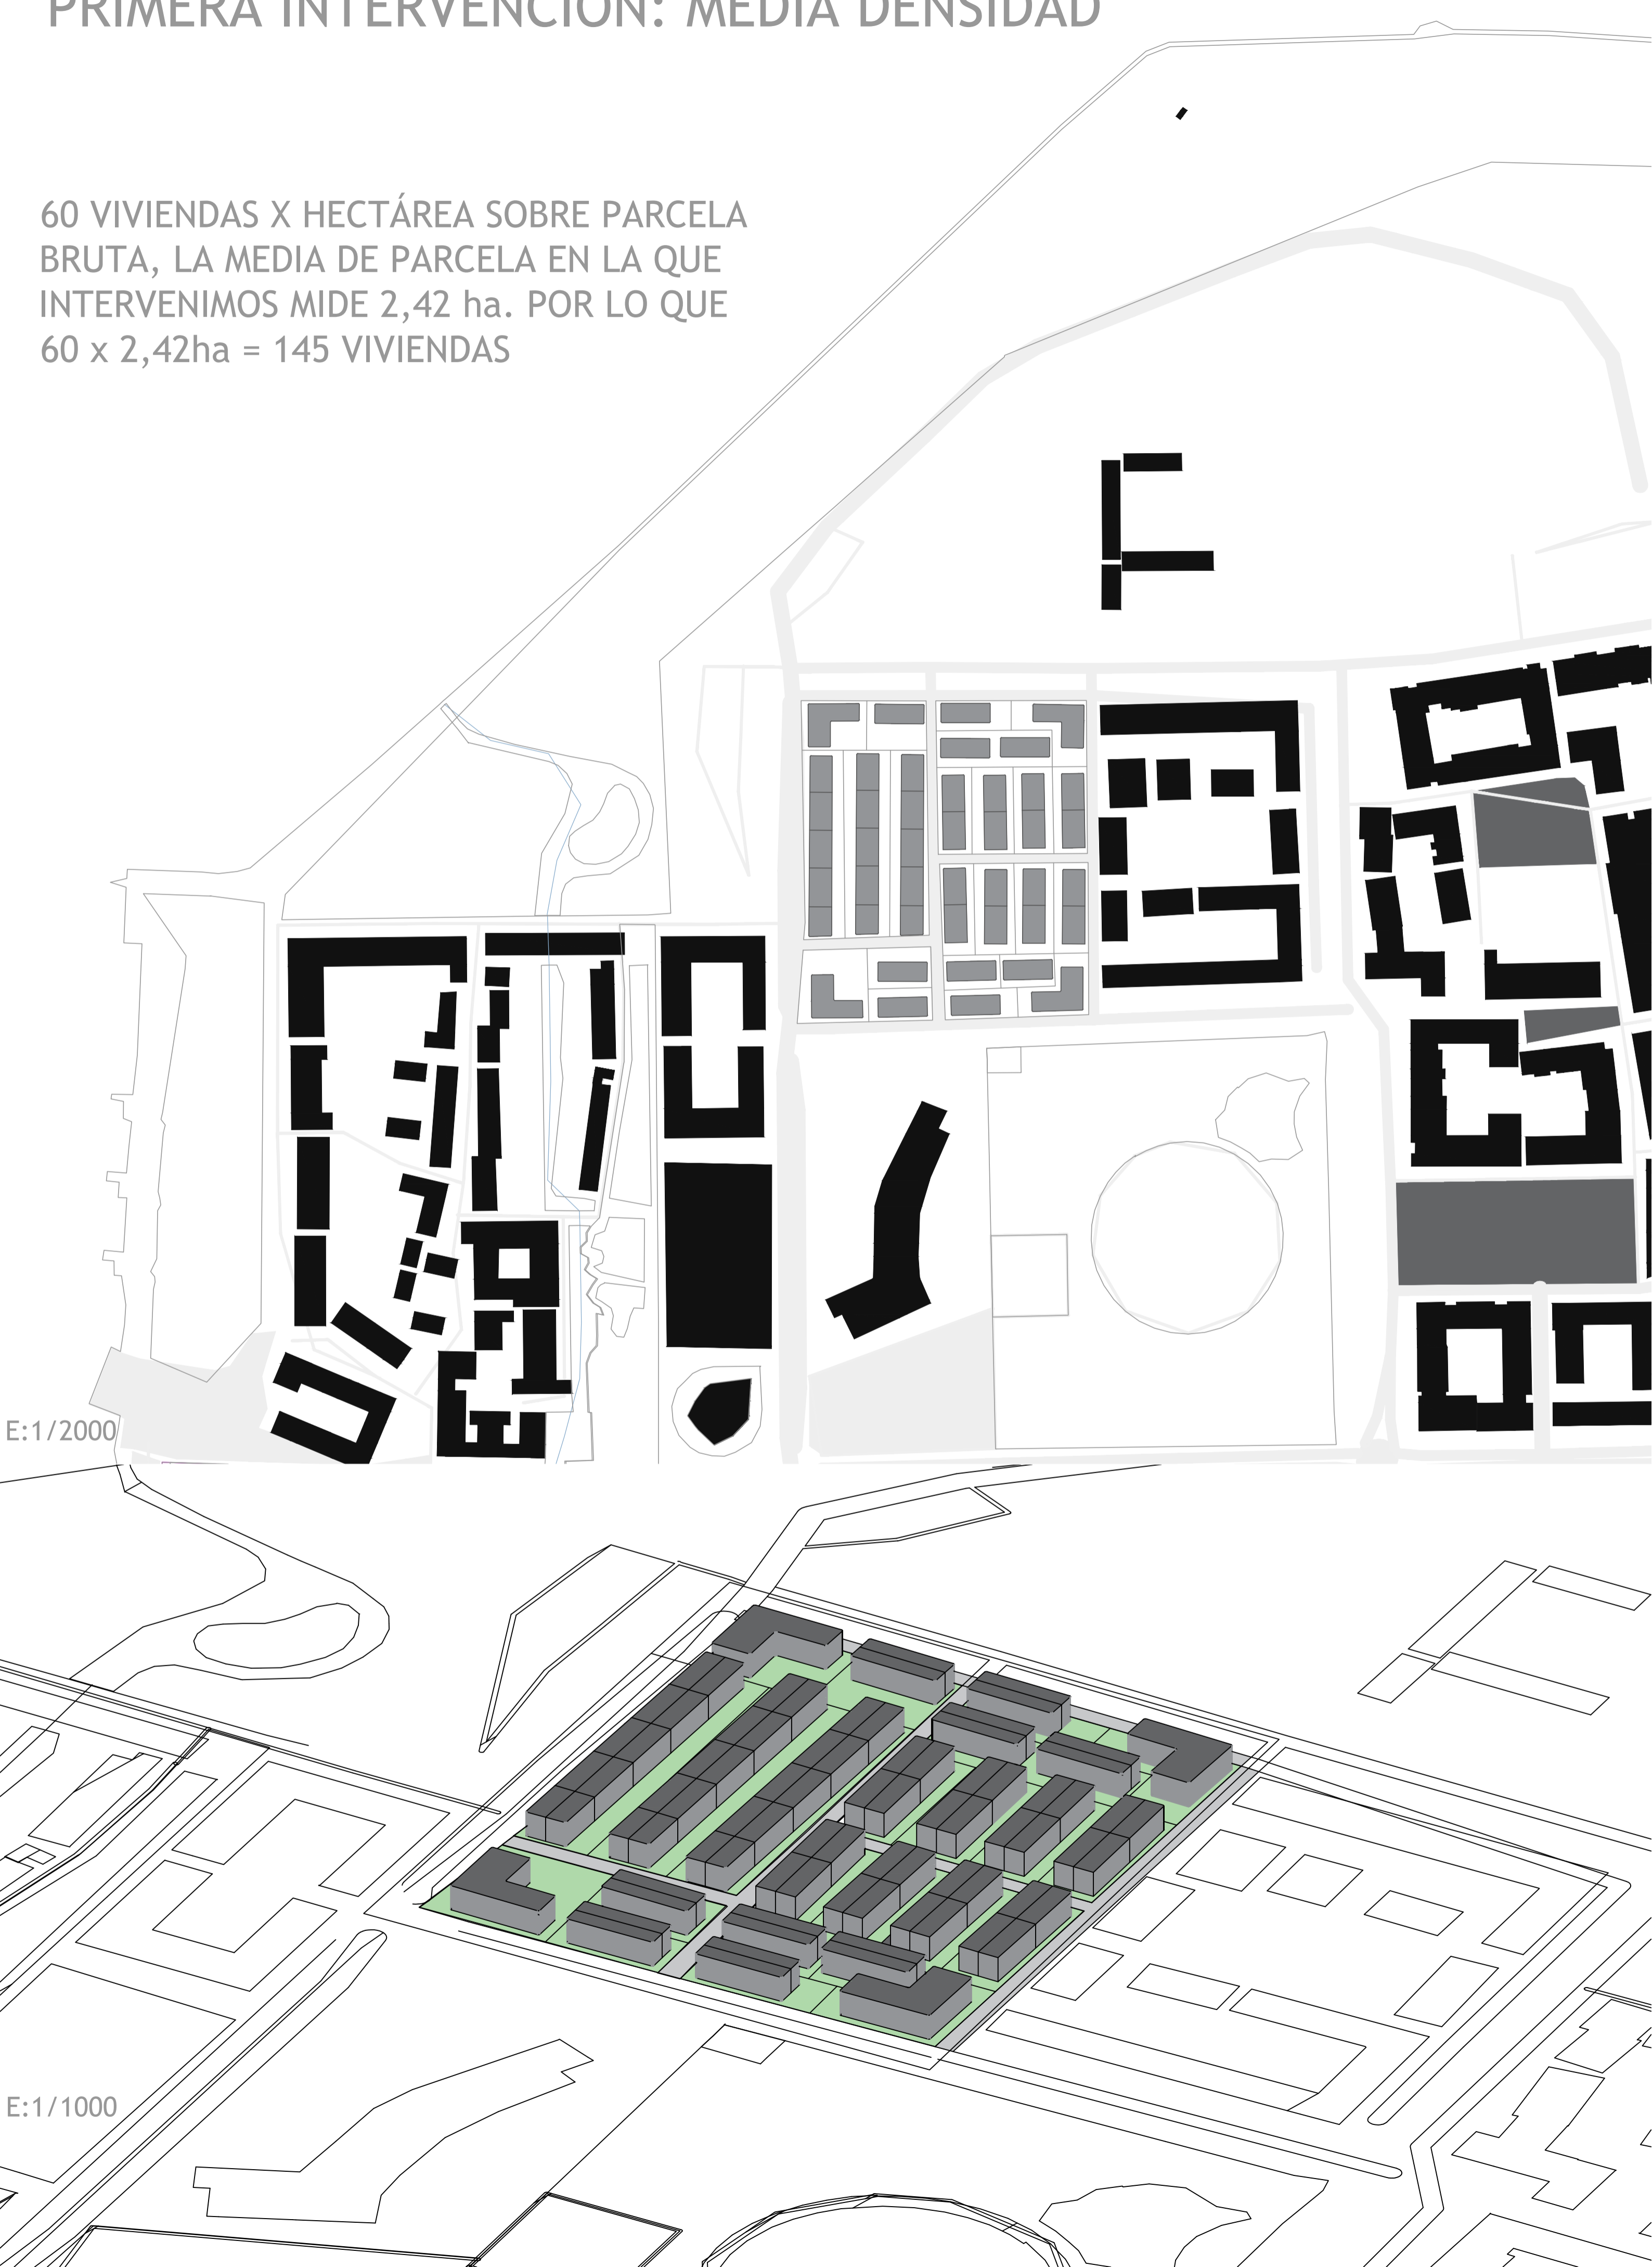 PRIMERA INTERVENCIÓN: MEDIA DENSIDAD
60 VIVIENDAS X HECTÁREA SOBRE PARCELA
BRUTA, LA MEDIA DE PARCELA EN LA QUE
INTERVENIMOS MIDE 2,42 ha. POR LO QUE
60 x 2,42ha = 145 VIVIENDAS
E:1/2000
E:1/1000